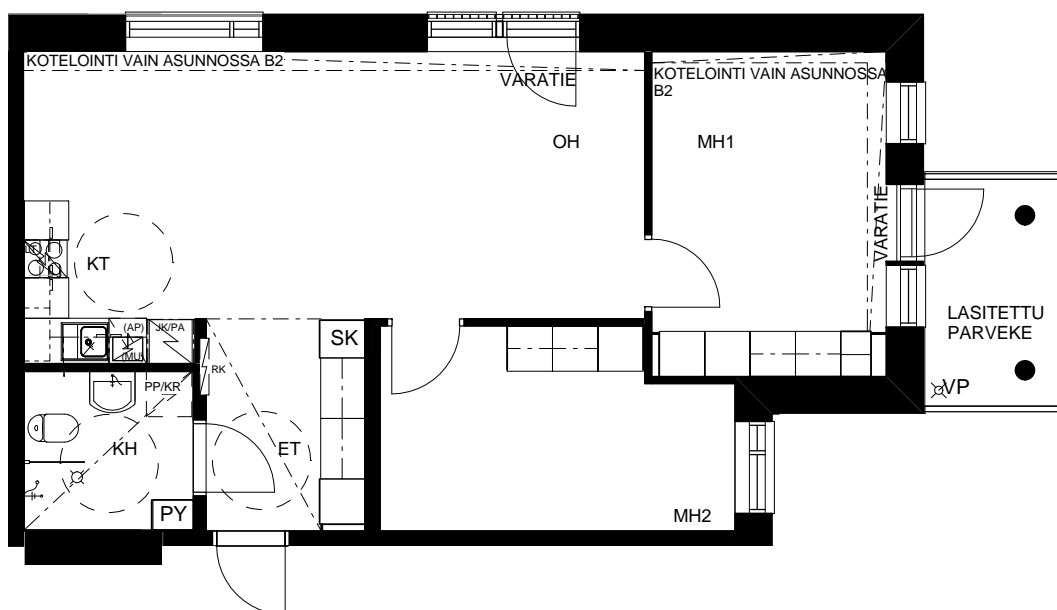 KOTELOINTI VAIN ASUNNOSSA B2
VARATIE
KOTELOINTI VAIN ASUNNOSSA
B2
OH
MH1
VARATIE
KT
LASITETTU
PARVEKE
(AP)
JK/PA
(MU)
SK
RK
PP/KR
VP
KH
ET
PY
MH2